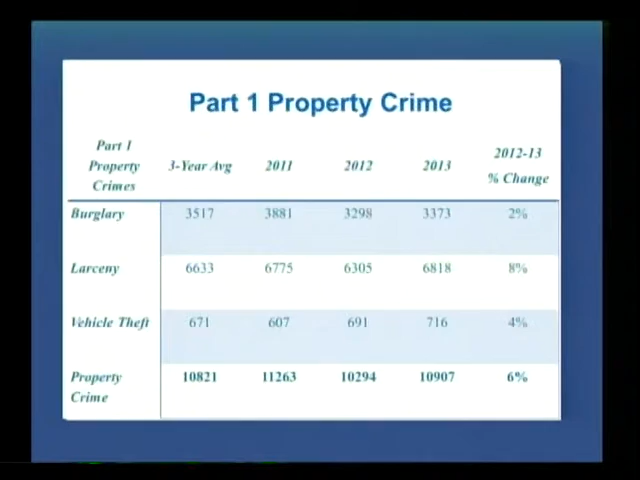 Part 1 Property Crime
Part 1 Property Crimes 3-Year Avg 2011 2012 2013 2012-13 % Change
Burglary 3517 3881 3298 3373 2%
Larceny 6633 6775 6305 6818 8%
Vehicle Theft 671 607 691 716 4%
Property Crime 10821 11263 10294 10907 6%